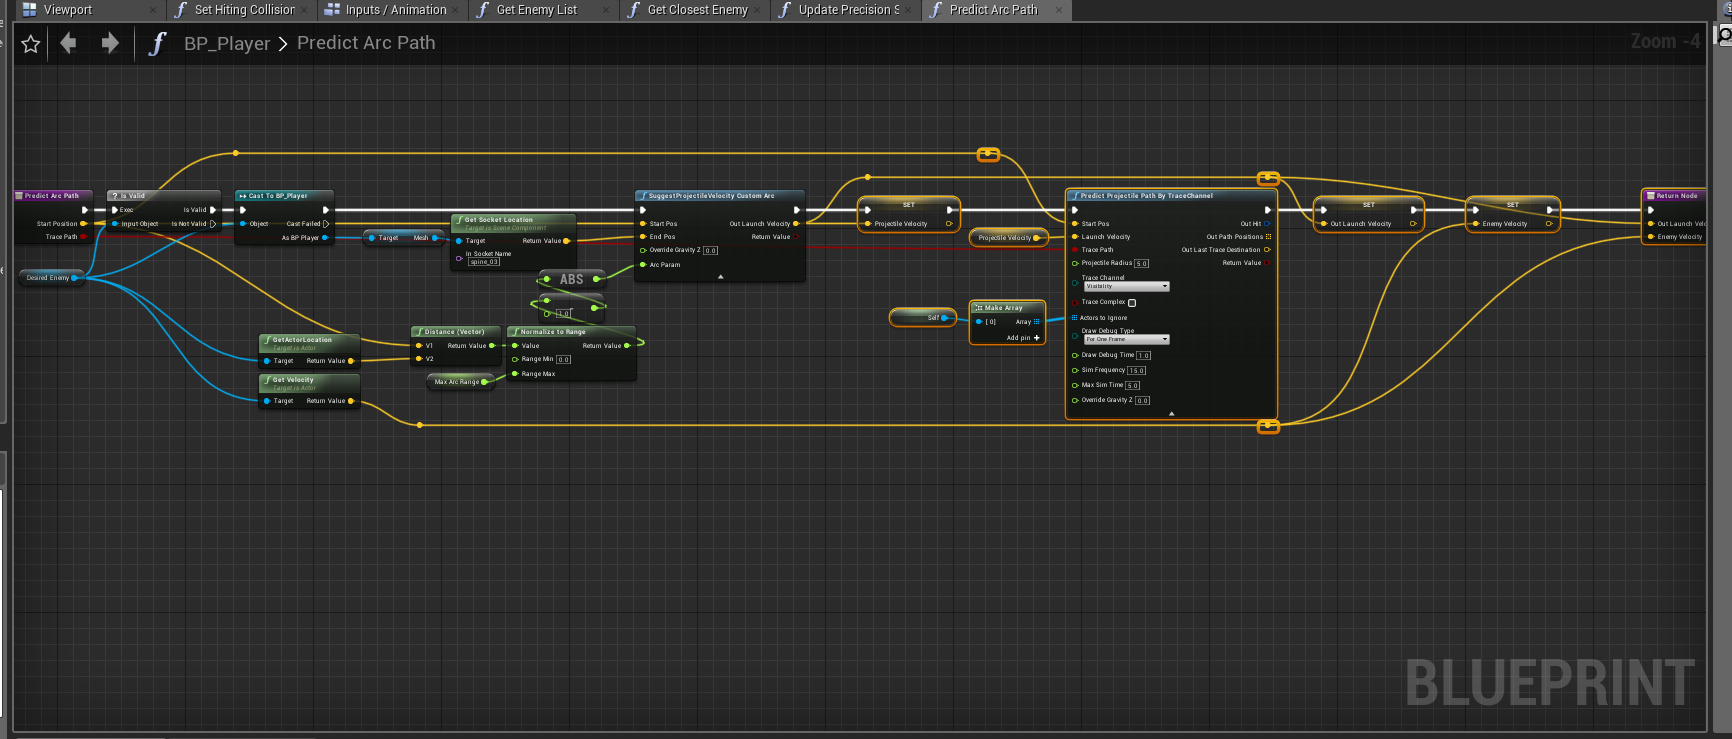 Viewport
Set Hiting Collision
Inputs / Animation
Get Enemy List
Get Closest Enemy
Update Precision S
Predict Arc Path
BP_Player > Predict Arc Path
Zoom -4
Predict Arc Path
Start Position
Trace Path
Desired Enemy
? Is Valid
Exec
Is Valid
Input Object
Is Not Valid
Cast To BP_Player
Object
Cast Failed
As BP Player
Target
Mesh
Get Socket Location
Target is Scene Component
Target
Return Value
In Socket Name
spine_03
ABS
1.0
GetActorLocation
Target is Actor
Target
Return Value
Get Velocity
Target is Actor
Target
Return Value
Distance (Vector)
V1
Return Value
V2
Max Arc Range
Normalize to Range
Value
Return Value
Range Min
0.0
Range Max
SuggestProjectileVelocity Custom Arc
Start Pos
Out Launch Velocity
End Pos
Return Value
Override Gravity Z
0.0
Arc Param
SET
Projectile Velocity
Projectile Velocity
Self
Make Array
[0]
Array
Add pin +
Predict Projectile Path By TraceChannel
Start Pos
Out Hit
Launch Velocity
Out Path Positions
Trace Path
Out Last Trace Destination
Projectile Radius
5.0
Return Value
Trace Channel
Visibility
Trace Complex
Actors to Ignore
Draw Debug Type
For One Frame
Draw Debug Time
1.0
Sim Frequency
15.0
Max Sim Time
5.0
Override Gravity Z
0.0
SET
Out Launch Velocity
SET
Enemy Velocity
Return Node
Out Launch Vel
Enemy Velocity
BLUEPRINT